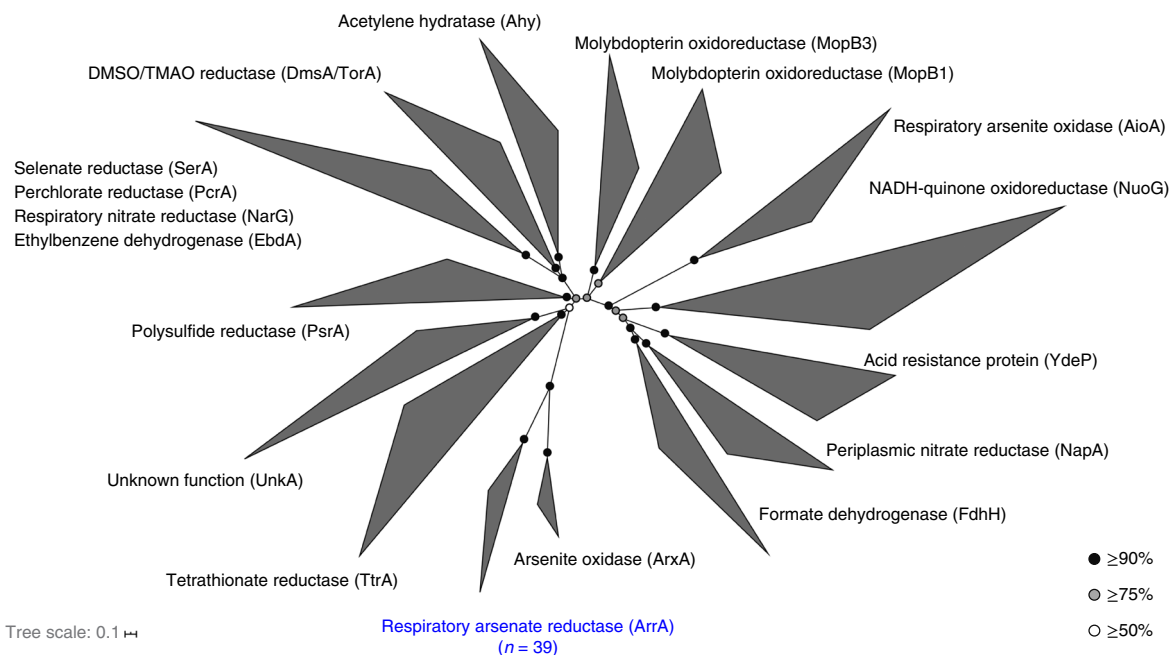 Acetylene hydratase (Ahy)
Molybdopterin oxidoreductase (MopB3)
DMSO/TMAO reductase (DmsA/TorA)
Molybdopterin oxidoreductase (MopB1)
Respiratory arsenite oxidase (AioA)
Selenate reductase (SerA)
Perchlorate reductase (PcrA)
Respiratory nitrate reductase (NarG)
Ethylbenzene dehydrogenase (EbdA)
NADH-quinone oxidoreductase (NuoG)
Polysulfide reductase (PsrA)
Acid resistance protein (YdeP)
Periplasmic nitrate reductase (NapA)
Unknown function (UnkA)
Formate dehydrogenase (FdhH)
Arsenite oxidase (ArxA)
Tetrathionate reductase (TtrA)
Respiratory arsenate reductase (ArrA)
(n = 39)
≥90%
≥75%
≥50%
Tree scale: 0.1